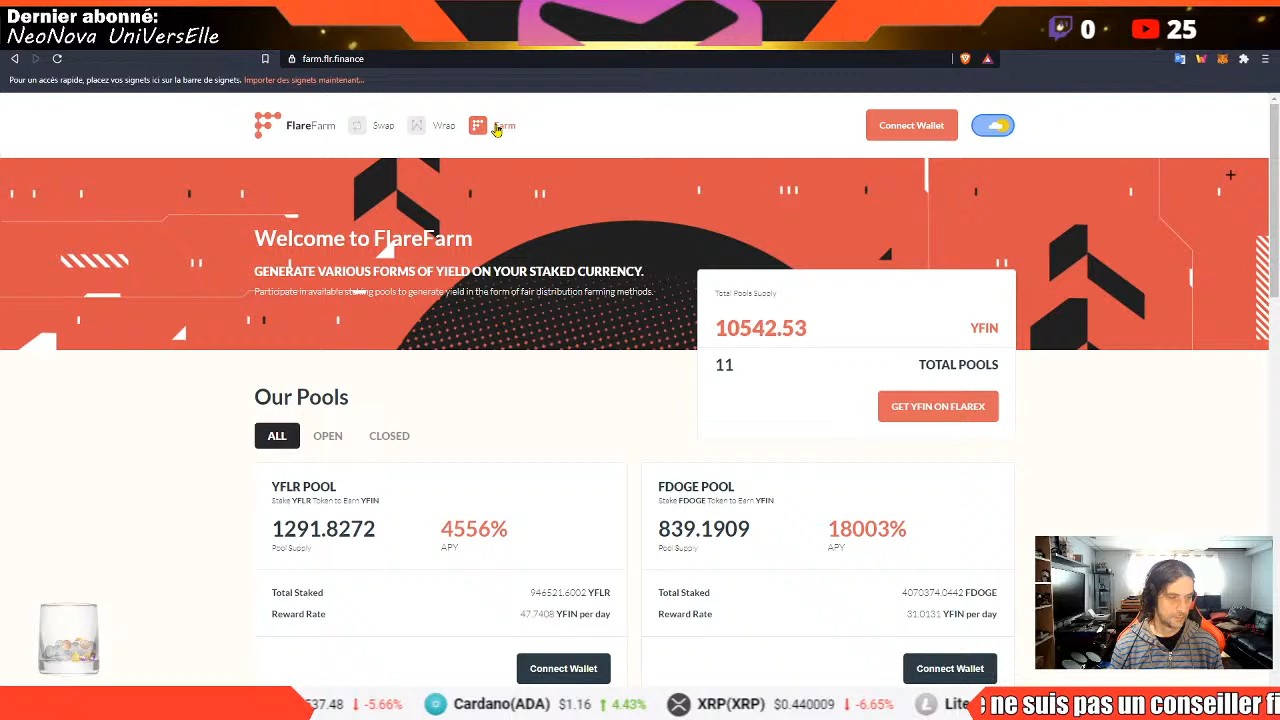 Dernier abonné:
NeoNova UniVersElle
0
25
farm.flr.finance
Pour un accès rapide, placez vos signets ici sur la barre de signets. Importer des signets maintenant...
FlareFarm
Swap
Wrap
Farm
Connect Wallet
Welcome to FlareFarm
GENERATE VARIOUS FORMS OF YIELD ON YOUR STAKED CURRENCY.
Participate in available staking pools to generate yield in the form of fair distribution farming methods.
Total Pools Supply
10542.53 YFIN
11 TOTAL POOLS
GET YFIN ON FLAREX
Our Pools
ALL OPEN CLOSED
YFLR POOL
Stake YFLR Token to Earn YFIN
1291.8272 4556%
Pool Supply APY
Total Staked 946521.6002 YFLR
Reward Rate 47.7408 YFIN per day
Connect Wallet
FDOGE POOL
Stake FDOGE Token to Earn YFIN
839.1909 18003%
Pool Supply APY
Total Staked 4070374.0442 FDOGE
Reward Rate 31.0131 YFIN per day
Connect Wallet
37.48 -5.66% Cardano(ADA) $1.16 4.43% XRP(XRP) $0.440009 -6.65% Lite
ne suis pas un conseiller fi